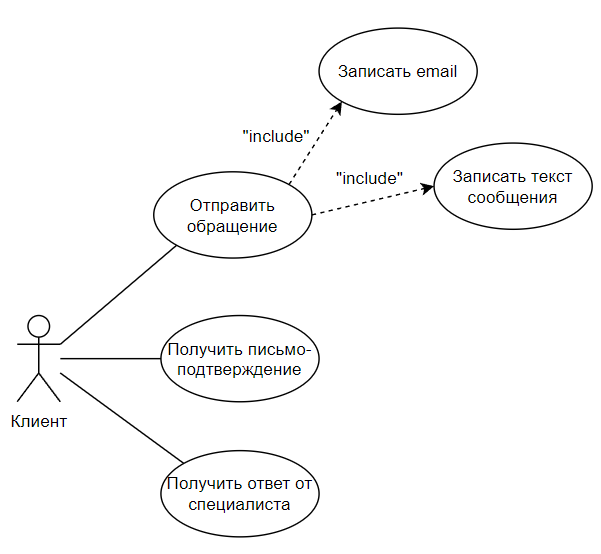 Записать email
"include"
"include"
Записать текст
сообщения
Отправить
обращение
Получить письмо-
подтверждение
Клиент
Получить ответ от
специалиста